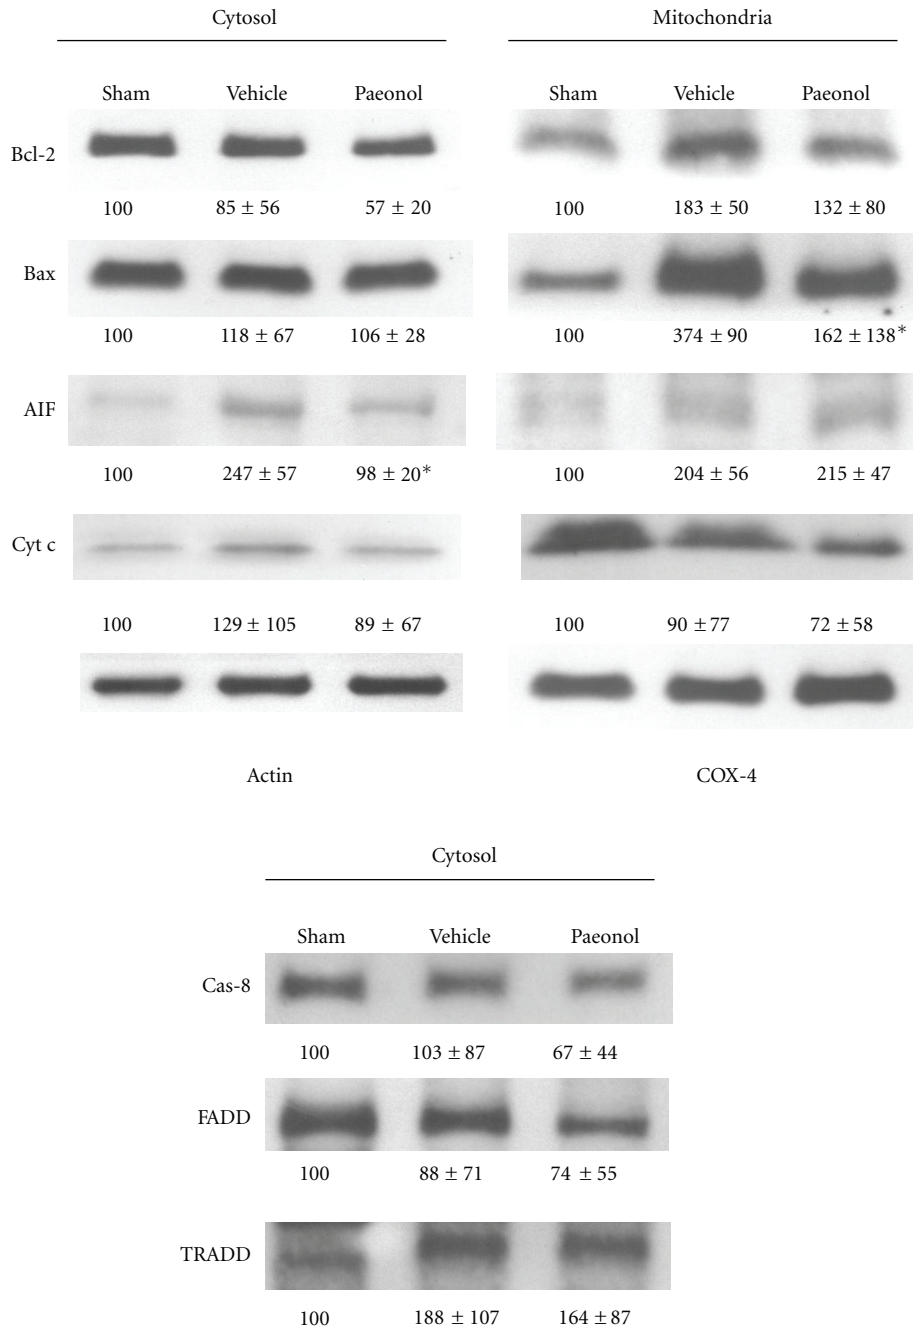 Cytosol Mitochondria
Sham Vehicle Paeonol Sham Vehicle Paeonol
Bcl-2
100 85 ± 56 57 ± 20 100 183 ± 50 132 ± 80
Bax
100 118 ± 67 106 ± 28 100 374 ± 90 162 ± 138*
AIF
100 247 ± 57 98 ± 20* 100 204 ± 56 215 ± 47
Cyt c
100 129 ± 105 89 ± 67 100 90 ± 77 72 ± 58
Actin COX-4
Cytosol
Sham Vehicle Paeonol
Cas-8
100 103 ± 87 67 ± 44
FADD
100 88 ± 71 74 ± 55
TRADD
100 188 ± 107 164 ± 87